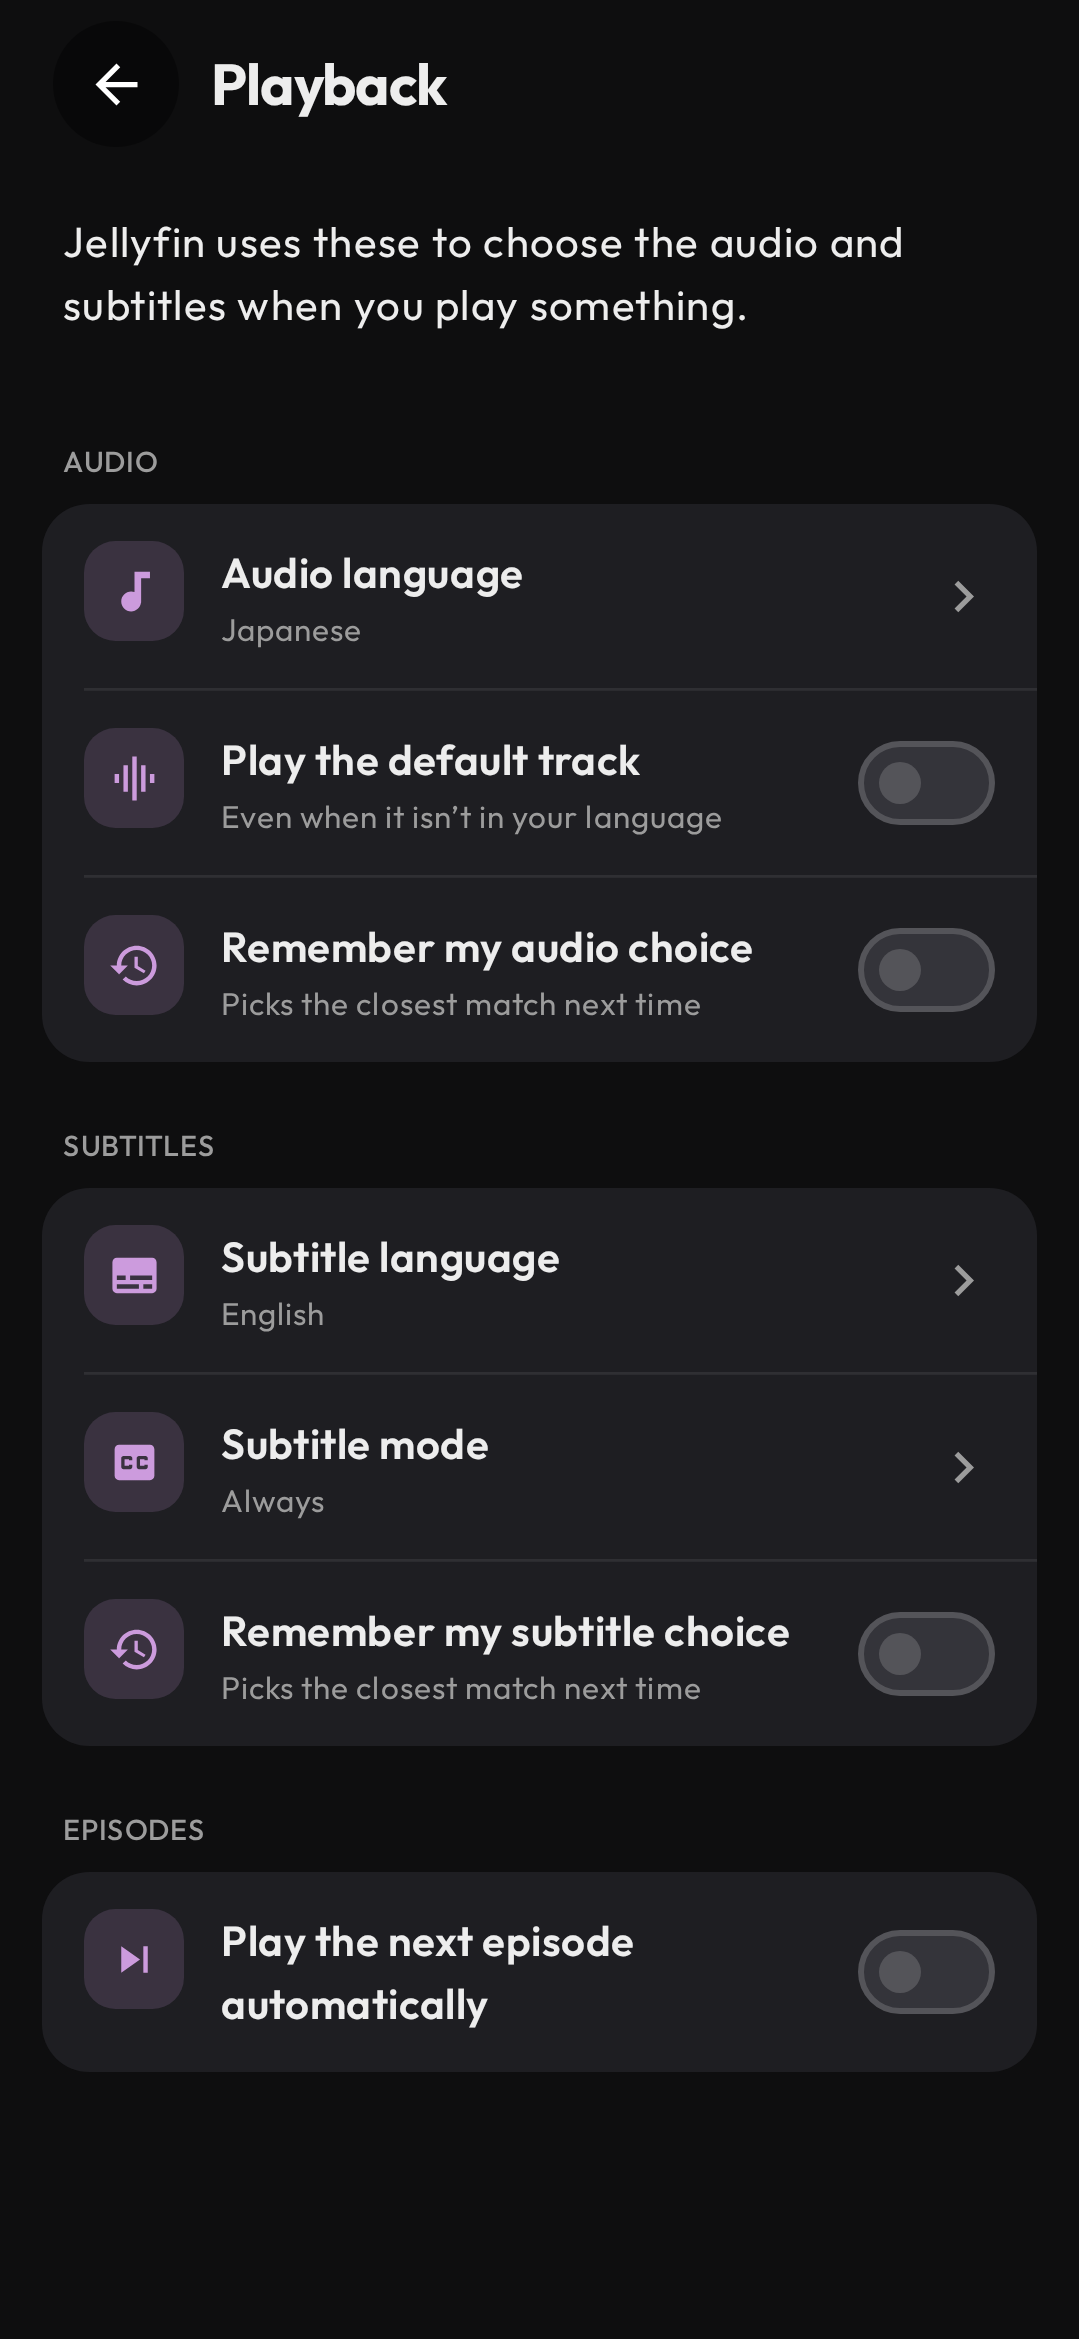 Playback
Jellyfin uses these to choose the audio and
subtitles when you play something.
AUDIO
Audio language
Japanese
Play the default track
Even when it isn’t in your language
Remember my audio choice
Picks the closest match next time
SUBTITLES
Subtitle language
English
Subtitle mode
CC
Always
Remember my subtitle choice
Picks the closest match next time
EPISODES
Play the next episode
automatically